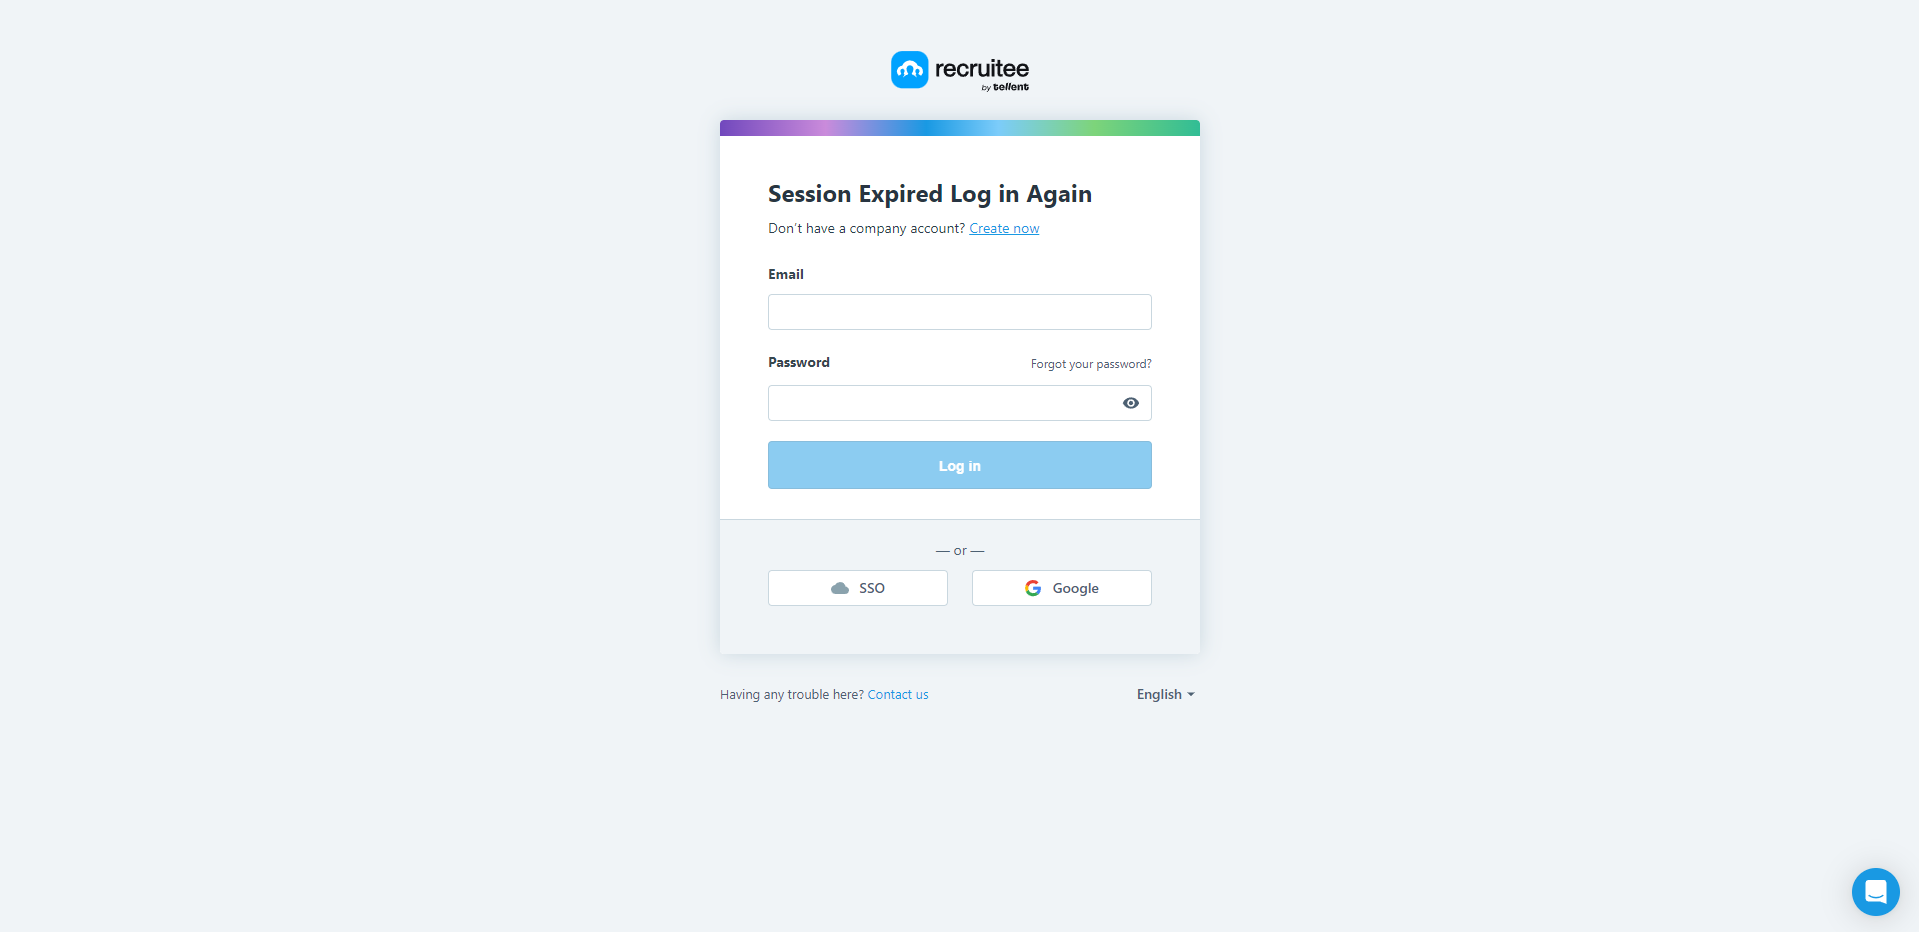 recruitee
by tellent
Session Expired Log in Again
Don't have a company account? Create now
Email
Password
Forgot your password?
Log in
— or —
SSO
Google
Having any trouble here? Contact us
English